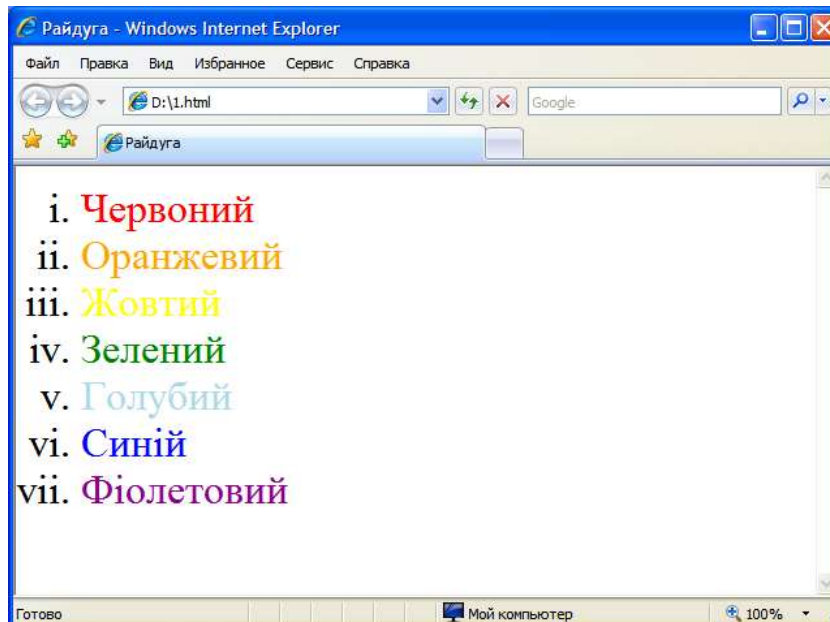 Райдуга - Windows Internet Explorer
Файл Правка Вид Избранное Сервис Справка
D:\1.html Google
Райдуга
i. Червоний
ii. Оранжевий
iii. Жовтий
iv. Зелений
v. Голубий
vi. Синій
vii. Фіолетовий
Готово Мой компьютер 100%